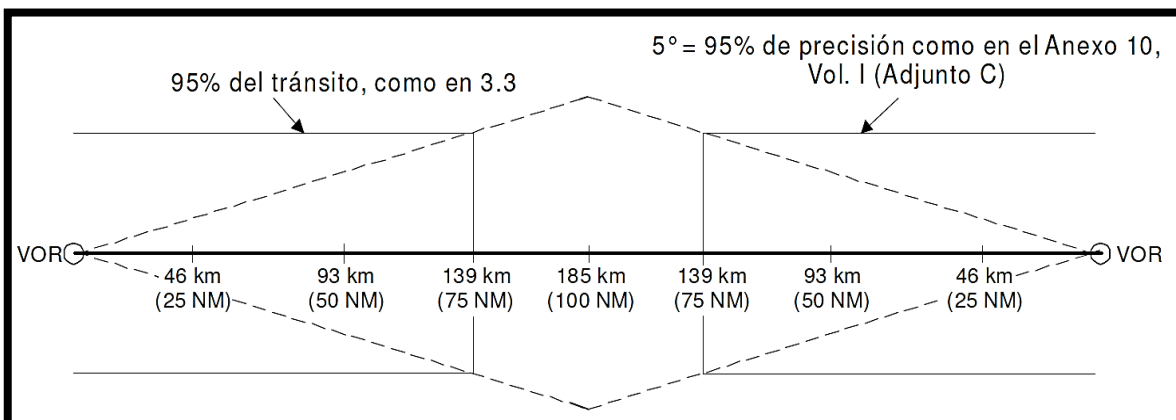 5° = 95% de precisión como en el Anexo 10,
Vol. I (Adjunto C)
95% del tránsito, como en 3.3
VOR
VOR
46 km
(25 NM)
93 km
(50 NM)
139 km
(75 NM)
185 km
(100 NM)
139 km
(75 NM)
93 km
(50 NM)
46 km
(25 NM)